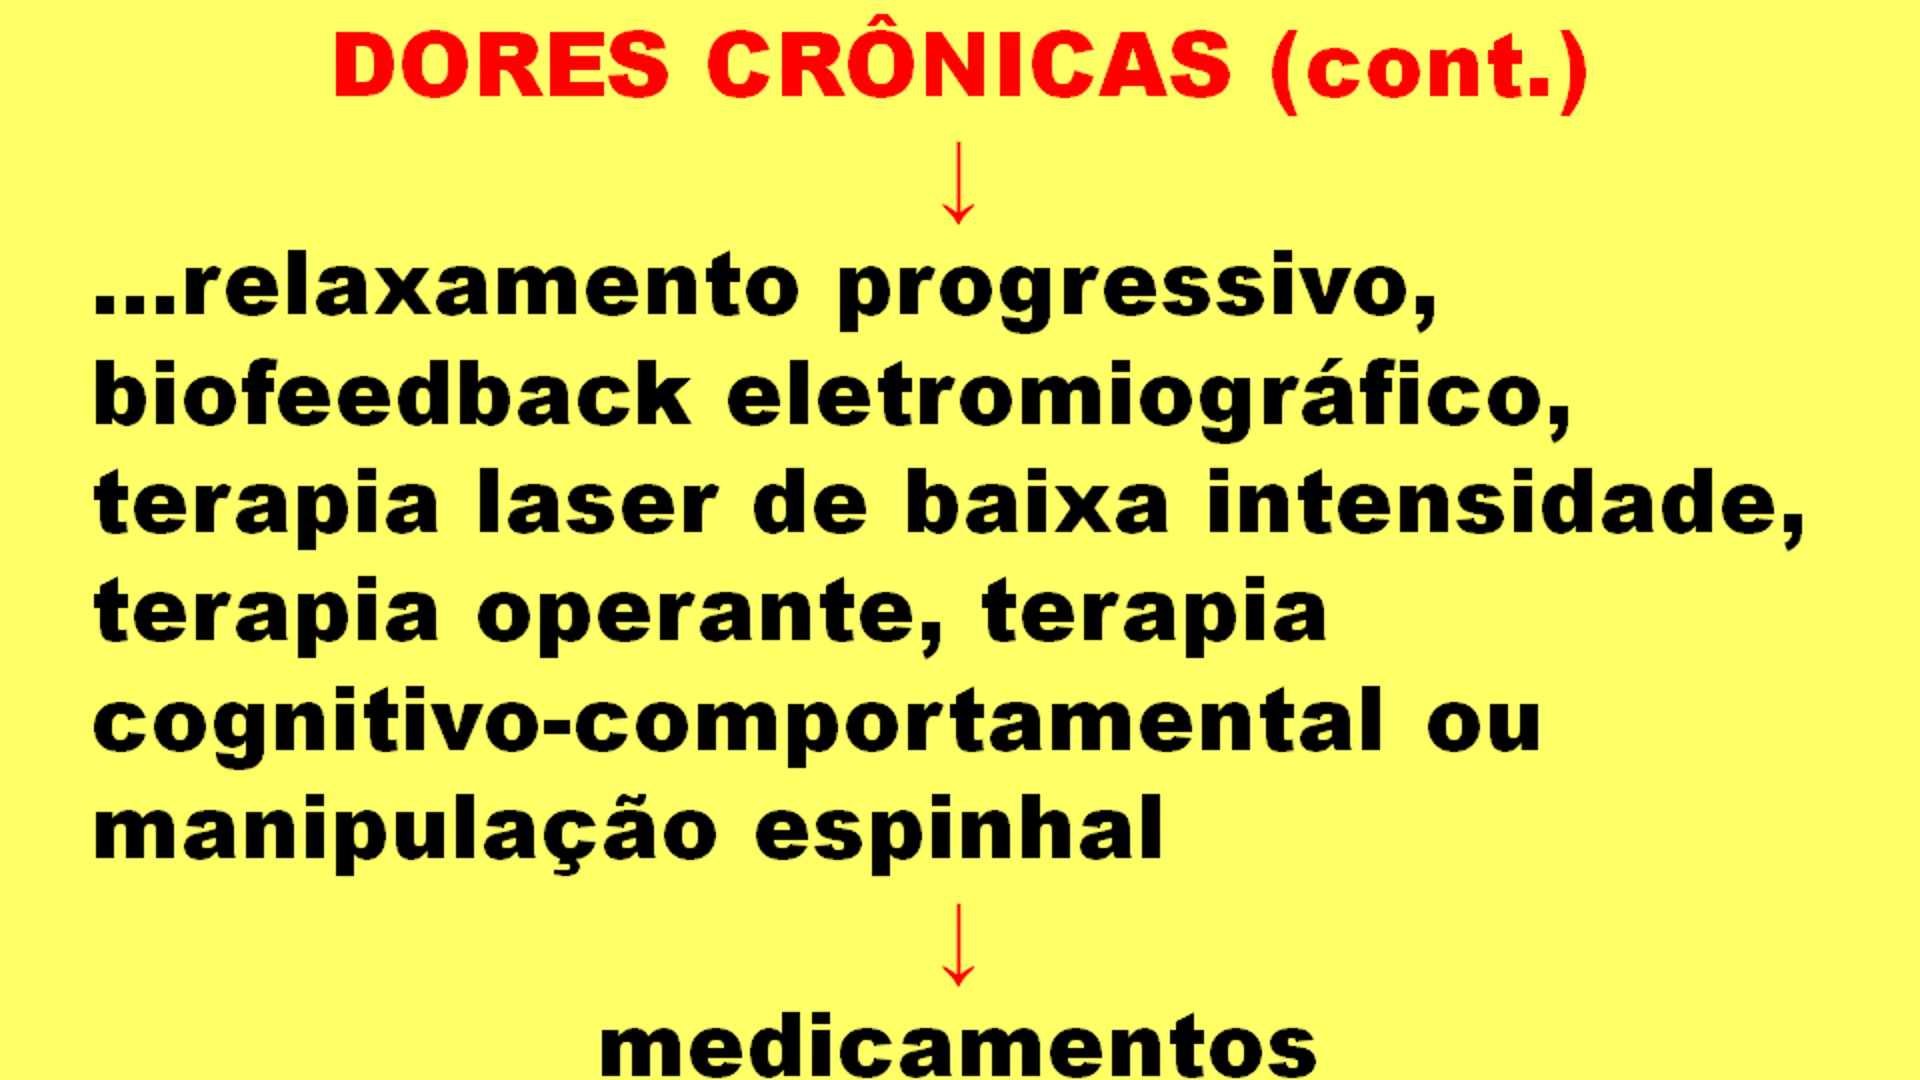 DORES CRÔNICAS (cont.)
↓
...relaxamento progressivo,
biofeedback eletromiográfico,
terapia laser de baixa intensidade,
terapia operante, terapia
cognitivo-comportamental ou
manipulação espinhal
↓
medicamentos